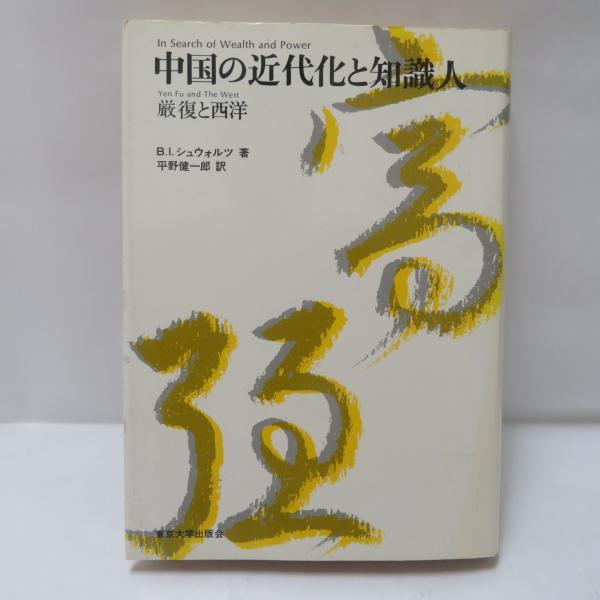 In Search of Wealth and Power
中国の近代化と知識人
Yen Fu and The West
厳復と西洋
B.I.シュウォルツ 著
平野健一郎 訳
富
强
東京大学出版会